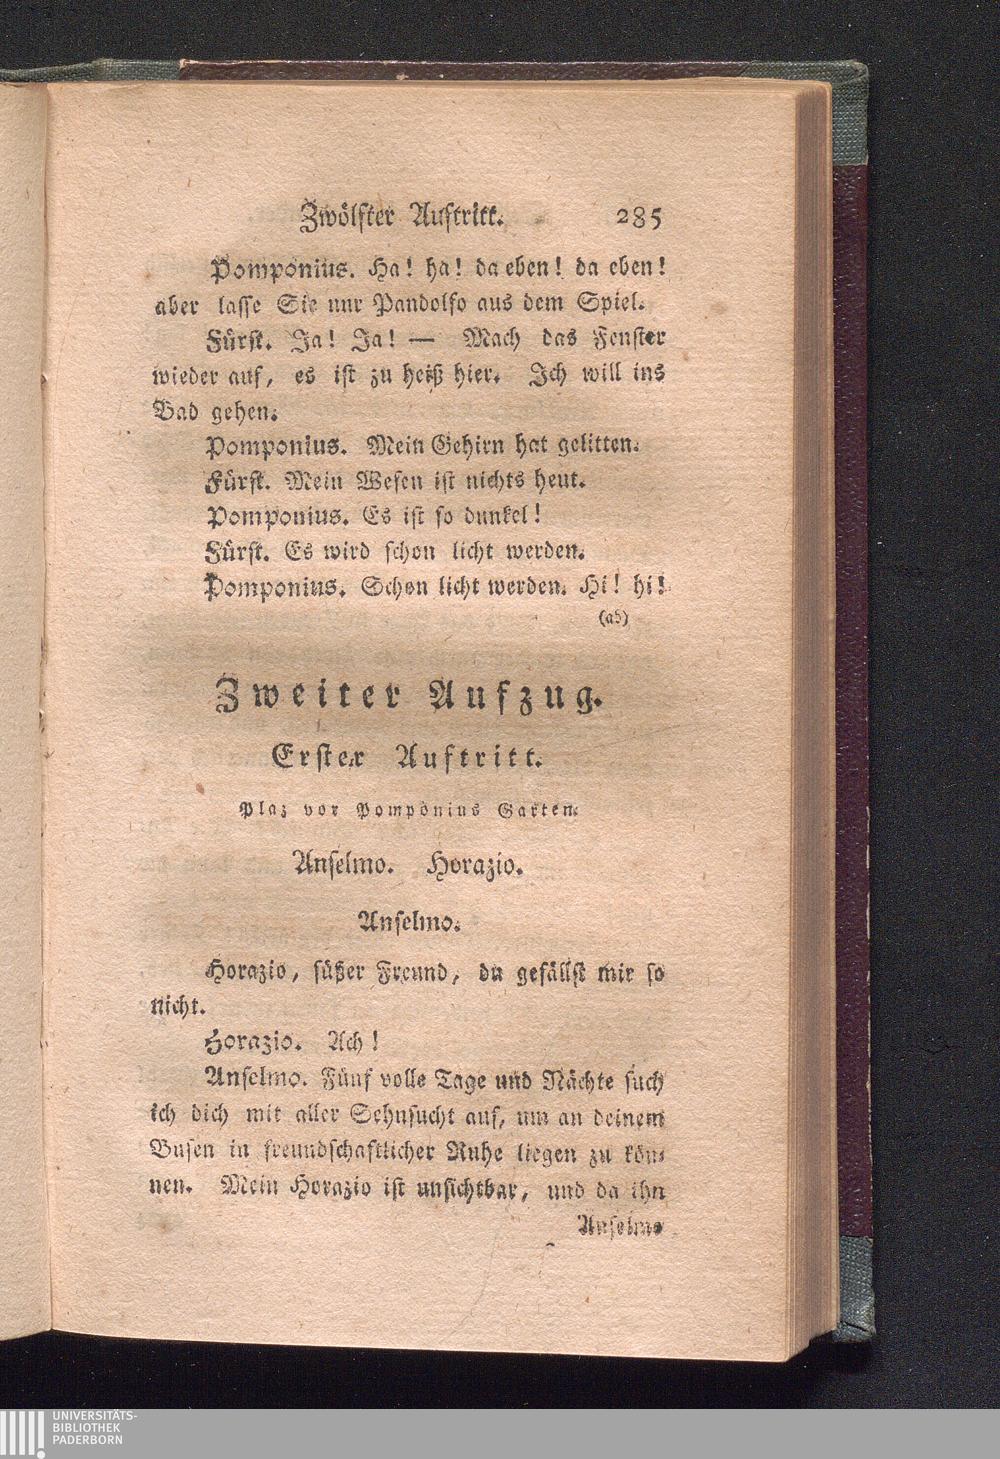 Zwölfter Auftritt. 285
Pomponius. Ha! ha! da eben! da eben!
aber lasse Sie nur Pandolfo aus dem Spiel.
Fürst. Ja! Ja! — Mach das Fenster
wieder auf, es ist zu heiß hier. Ich will ins
Bad gehen.
Pomponius. Mein Gehirn hat gelitten.
Fürst. Mein Wesen ist nichts heut.
Pomponius. Es ist so dunkel!
Fürst. Es wird schon licht werden.
Pomponius. Schon licht werden. Hi! hi!
(ab)
Zweiter Aufzug.
Erster Auftritt.
Plaz vor Pomponius Garten.
Anselmo. Horazio.
Anselmo.
Horazio, süßer Freund, du gefällst mir so
nicht.
Horazio. Ach!
Anselmo. Fünf volle Tage und Nächte such
ich dich mit aller Sehnsucht auf, um an deinem
Busen in freundschaftlicher Ruhe liegen zu kön-
nen. Mein Horazio ist unsichtbar, und da ihn
Anselmo
UNIVERSITÄTS-
BIBLIOTHEK
PADERBORN